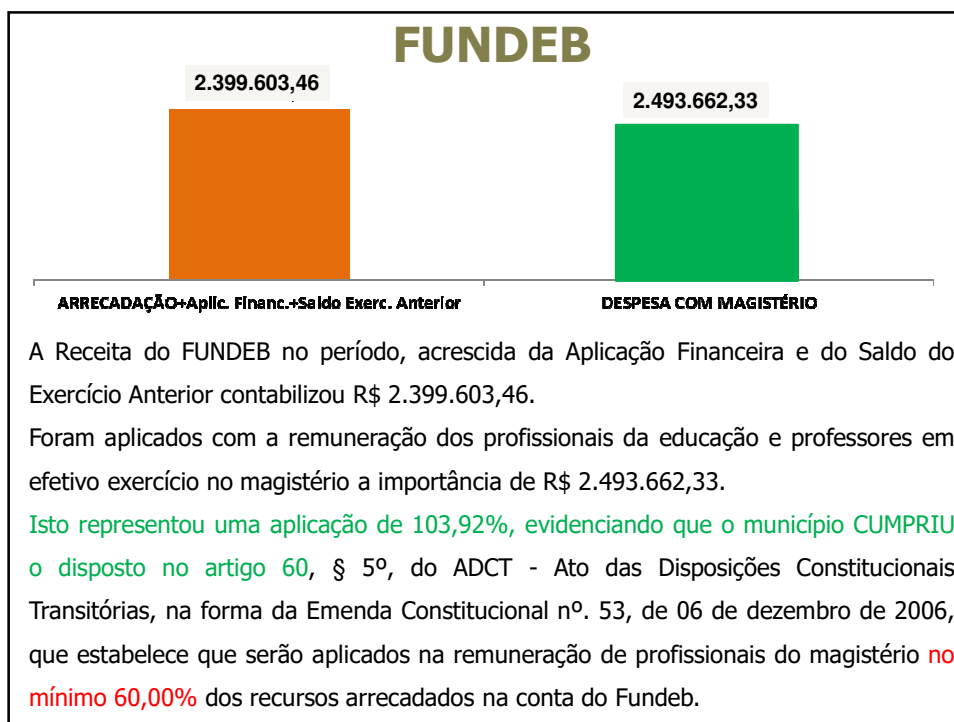 FUNDEB
2.399.603,46
2.493.662,33
ARRECADAÇÃO+Aplic. Financ.+Saldo Exerc. Anterior
DESPESA COM MAGISTÉRIO
A Receita do FUNDEB no período, acrescida da Aplicação Financeira e do Saldo do
Exercício Anterior contabilizou R$ 2.399.603,46.
Foram aplicados com a remuneração dos profissionais da educação e professores em
efetivo exercício no magistério a importância de R$ 2.493.662,33.
Isto representou uma aplicação de 103,92%, evidenciando que o município CUMPRIU
o disposto no artigo 60, § 5º, do ADCT - Ato das Disposições Constitucionais
Transitórias, na forma da Emenda Constitucional nº. 53, de 06 de dezembro de 2006,
que estabelece que serão aplicados na remuneração de profissionais do magistério no
mínimo 60,00% dos recursos arrecadados na conta do Fundeb.